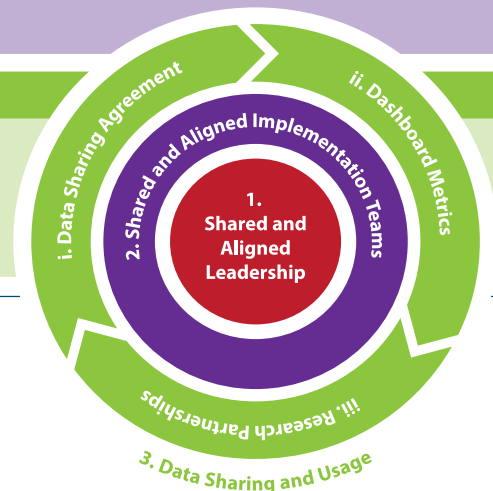 1.
Shared and
Aligned
Leadership
2. Shared and Aligned Implementation Teams
i. Data Sharing Agreement
ii. Dashboard Metrics
iii. Research Partnerships
3. Data Sharing and Usage